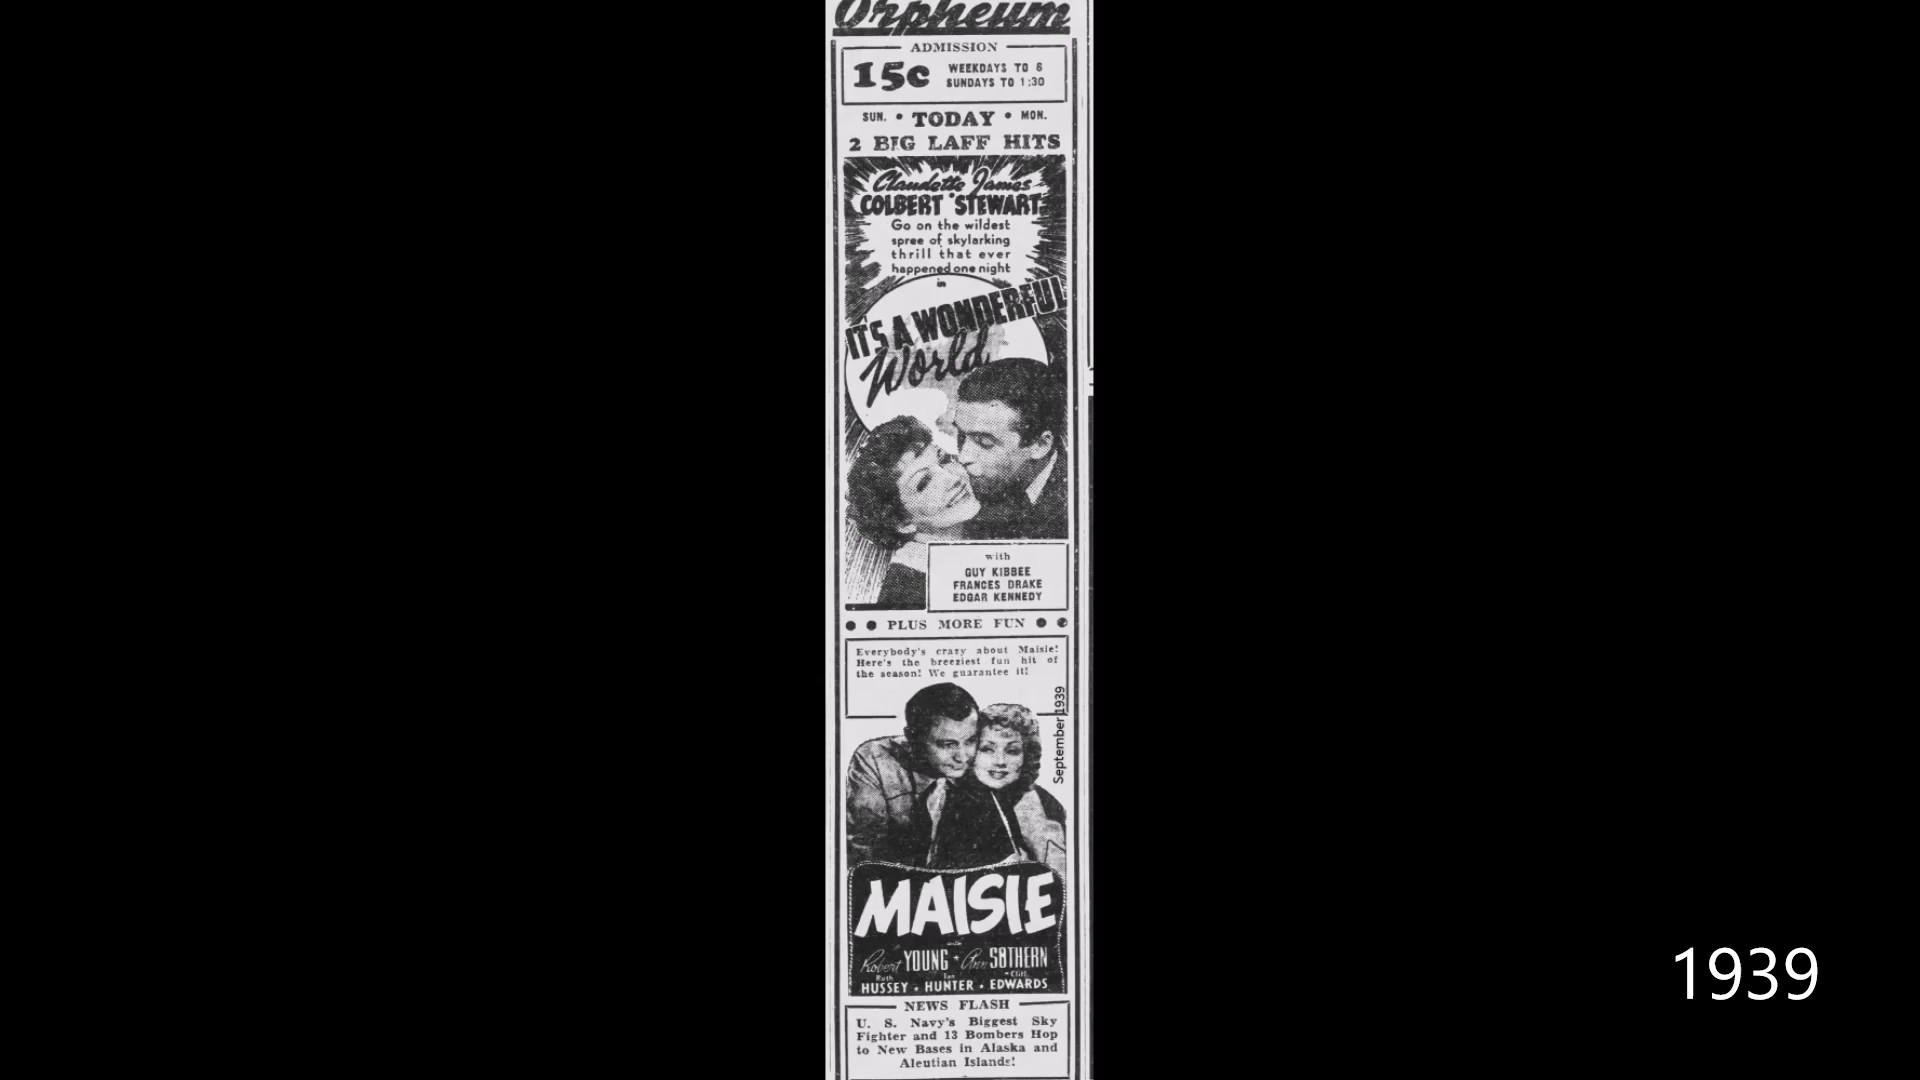 Orpheum
ADMISSION
15c
WEEKDAYS TO 6
SUNDAYS TO 1:30
SUN. • TODAY • MON.
2 BIG LAFF HITS
Claudette James
COLBERT • STEWART
Go on the wildest
spree of skylarking
thrill that ever
happened one night
in
IT'S A WONDERFUL
World
with
GUY KIBBEE
FRANCES DRAKE
EDGAR KENNEDY
• • PLUS MORE FUN • •
Everybody's crazy about Maisie!
Here's the breeziest fun hit of
the season! We guarantee it!
September 1939
MAISIE
with
Robert YOUNG • Ann SOTHERN
Ruth Ian Cliff
HUSSEY • HUNTER • EDWARDS
NEWS FLASH
U. S. Navy's Biggest Sky
Fighter and 13 Bombers Hop
to New Bases in Alaska and
Aleutian Islands!
1939